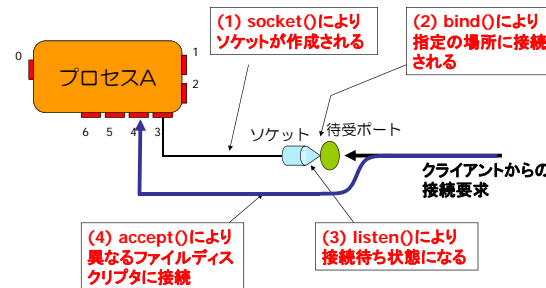 (1) socket()により
ソケットが作成される
(2) bind()により
指定の場所に接続
される
0
プロセスA
1
2
6
5
4
3
ソケット
待受ポート
クライアントからの
接続要求
(4) accept()により
異なるファイルディス
クリプタに接続
(3) listen()により
接続待ち状態になる